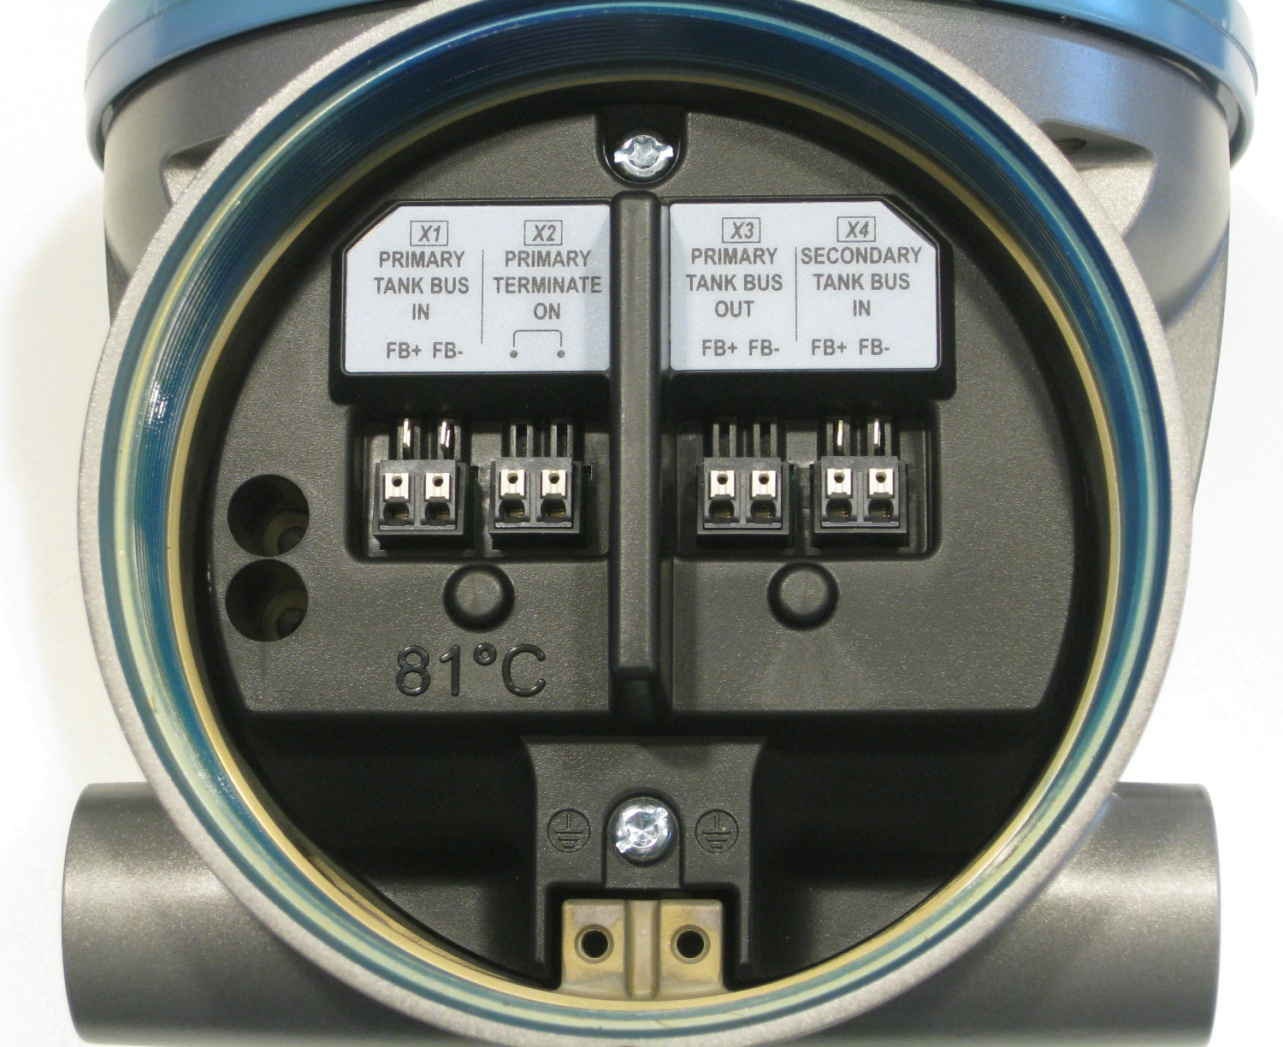 X1
PRIMARY
TANK BUS
IN
FB+ FB-
X2
PRIMARY
TERMINATE
ON
X3
PRIMARY
TANK BUS
OUT
FB+ FB-
X4
SECONDARY
TANK BUS
IN
FB+ FB-
81°C